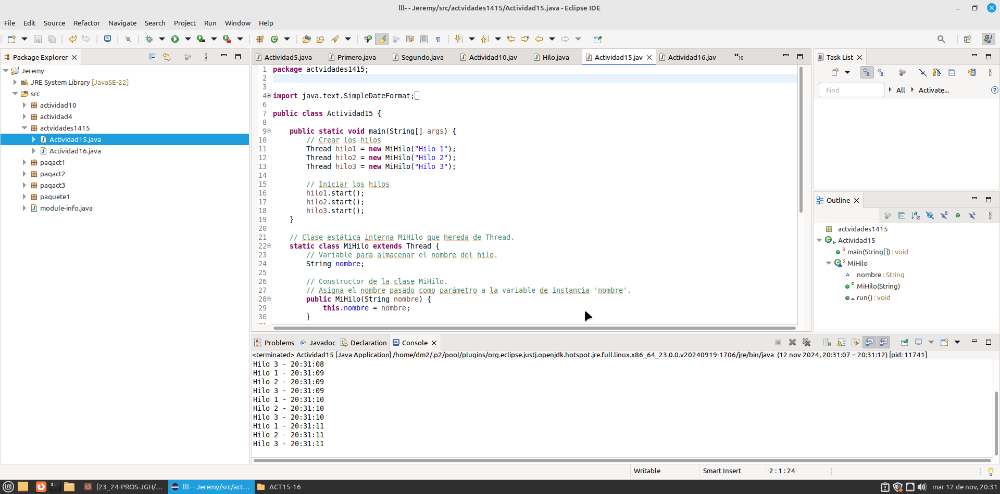 lll- - Jeremy/src/actvidades1415/Actividad15.java - Eclipse IDE
File Edit Source Refactor Navigate Search Project Run Window Help
Package Explorer
Jeremy
JRE System Library [JavaSE-22]
src
actividad10
actividad4
actvidades1415
Actividad15.java
Actividad16.java
paqact1
paqact2
paqact3
paquete1
module-info.java
Actividad5.java Primero.java Segundo.java Actividad10.jav Hilo.java Actividad15.jav Actividad16.jav »10
1 package actvidades1415;
2
3
4 import java.text.SimpleDateFormat;
6
7 public class Actividad15 {
8
9 public static void main(String[] args) {
10 // Crear los hilos
11 Thread hilo1 = new MiHilo("Hilo 1");
12 Thread hilo2 = new MiHilo("Hilo 2");
13 Thread hilo3 = new MiHilo("Hilo 3");
14
15 // Iniciar los hilos
16 hilo1.start();
17 hilo2.start();
18 hilo3.start();
19 }
20
21 // Clase estática interna MiHilo que hereda de Thread.
22 static class MiHilo extends Thread {
23 // Variable para almacenar el nombre del hilo.
24 String nombre;
25
26 // Constructor de la clase MiHilo.
27 // Asigna el nombre pasado como parámetro a la variable de instancia 'nombre'.
28 public MiHilo(String nombre) {
29 this.nombre = nombre;
30 }
Task List
Find All Activate...
Outline
actvidades1415
Actividad15
main(String[]) : void
MiHilo
nombre : String
MiHilo(String)
run() : void
Problems Javadoc Declaration Console
<terminated> Actividad15 [Java Application] /home/dm2/.p2/pool/plugins/org.eclipse.justj.openjdk.hotspot.jre.full.linux.x86_64_23.0.0.v20240919-1706/jre/bin/java (12 nov 2024, 20:31:07 – 20:31:12) [pid: 11741]
Hilo 3 - 20:31:08
Hilo 1 - 20:31:09
Hilo 2 - 20:31:09
Hilo 3 - 20:31:09
Hilo 1 - 20:31:10
Hilo 2 - 20:31:10
Hilo 3 - 20:31:10
Hilo 1 - 20:31:11
Hilo 2 - 20:31:11
Hilo 3 - 20:31:11
Writable Smart Insert 2 : 1 : 24
[23_24-PROS-JGH/... lll- - Jeremy/src/act... ACT15-16 mar 12 de nov, 20:31